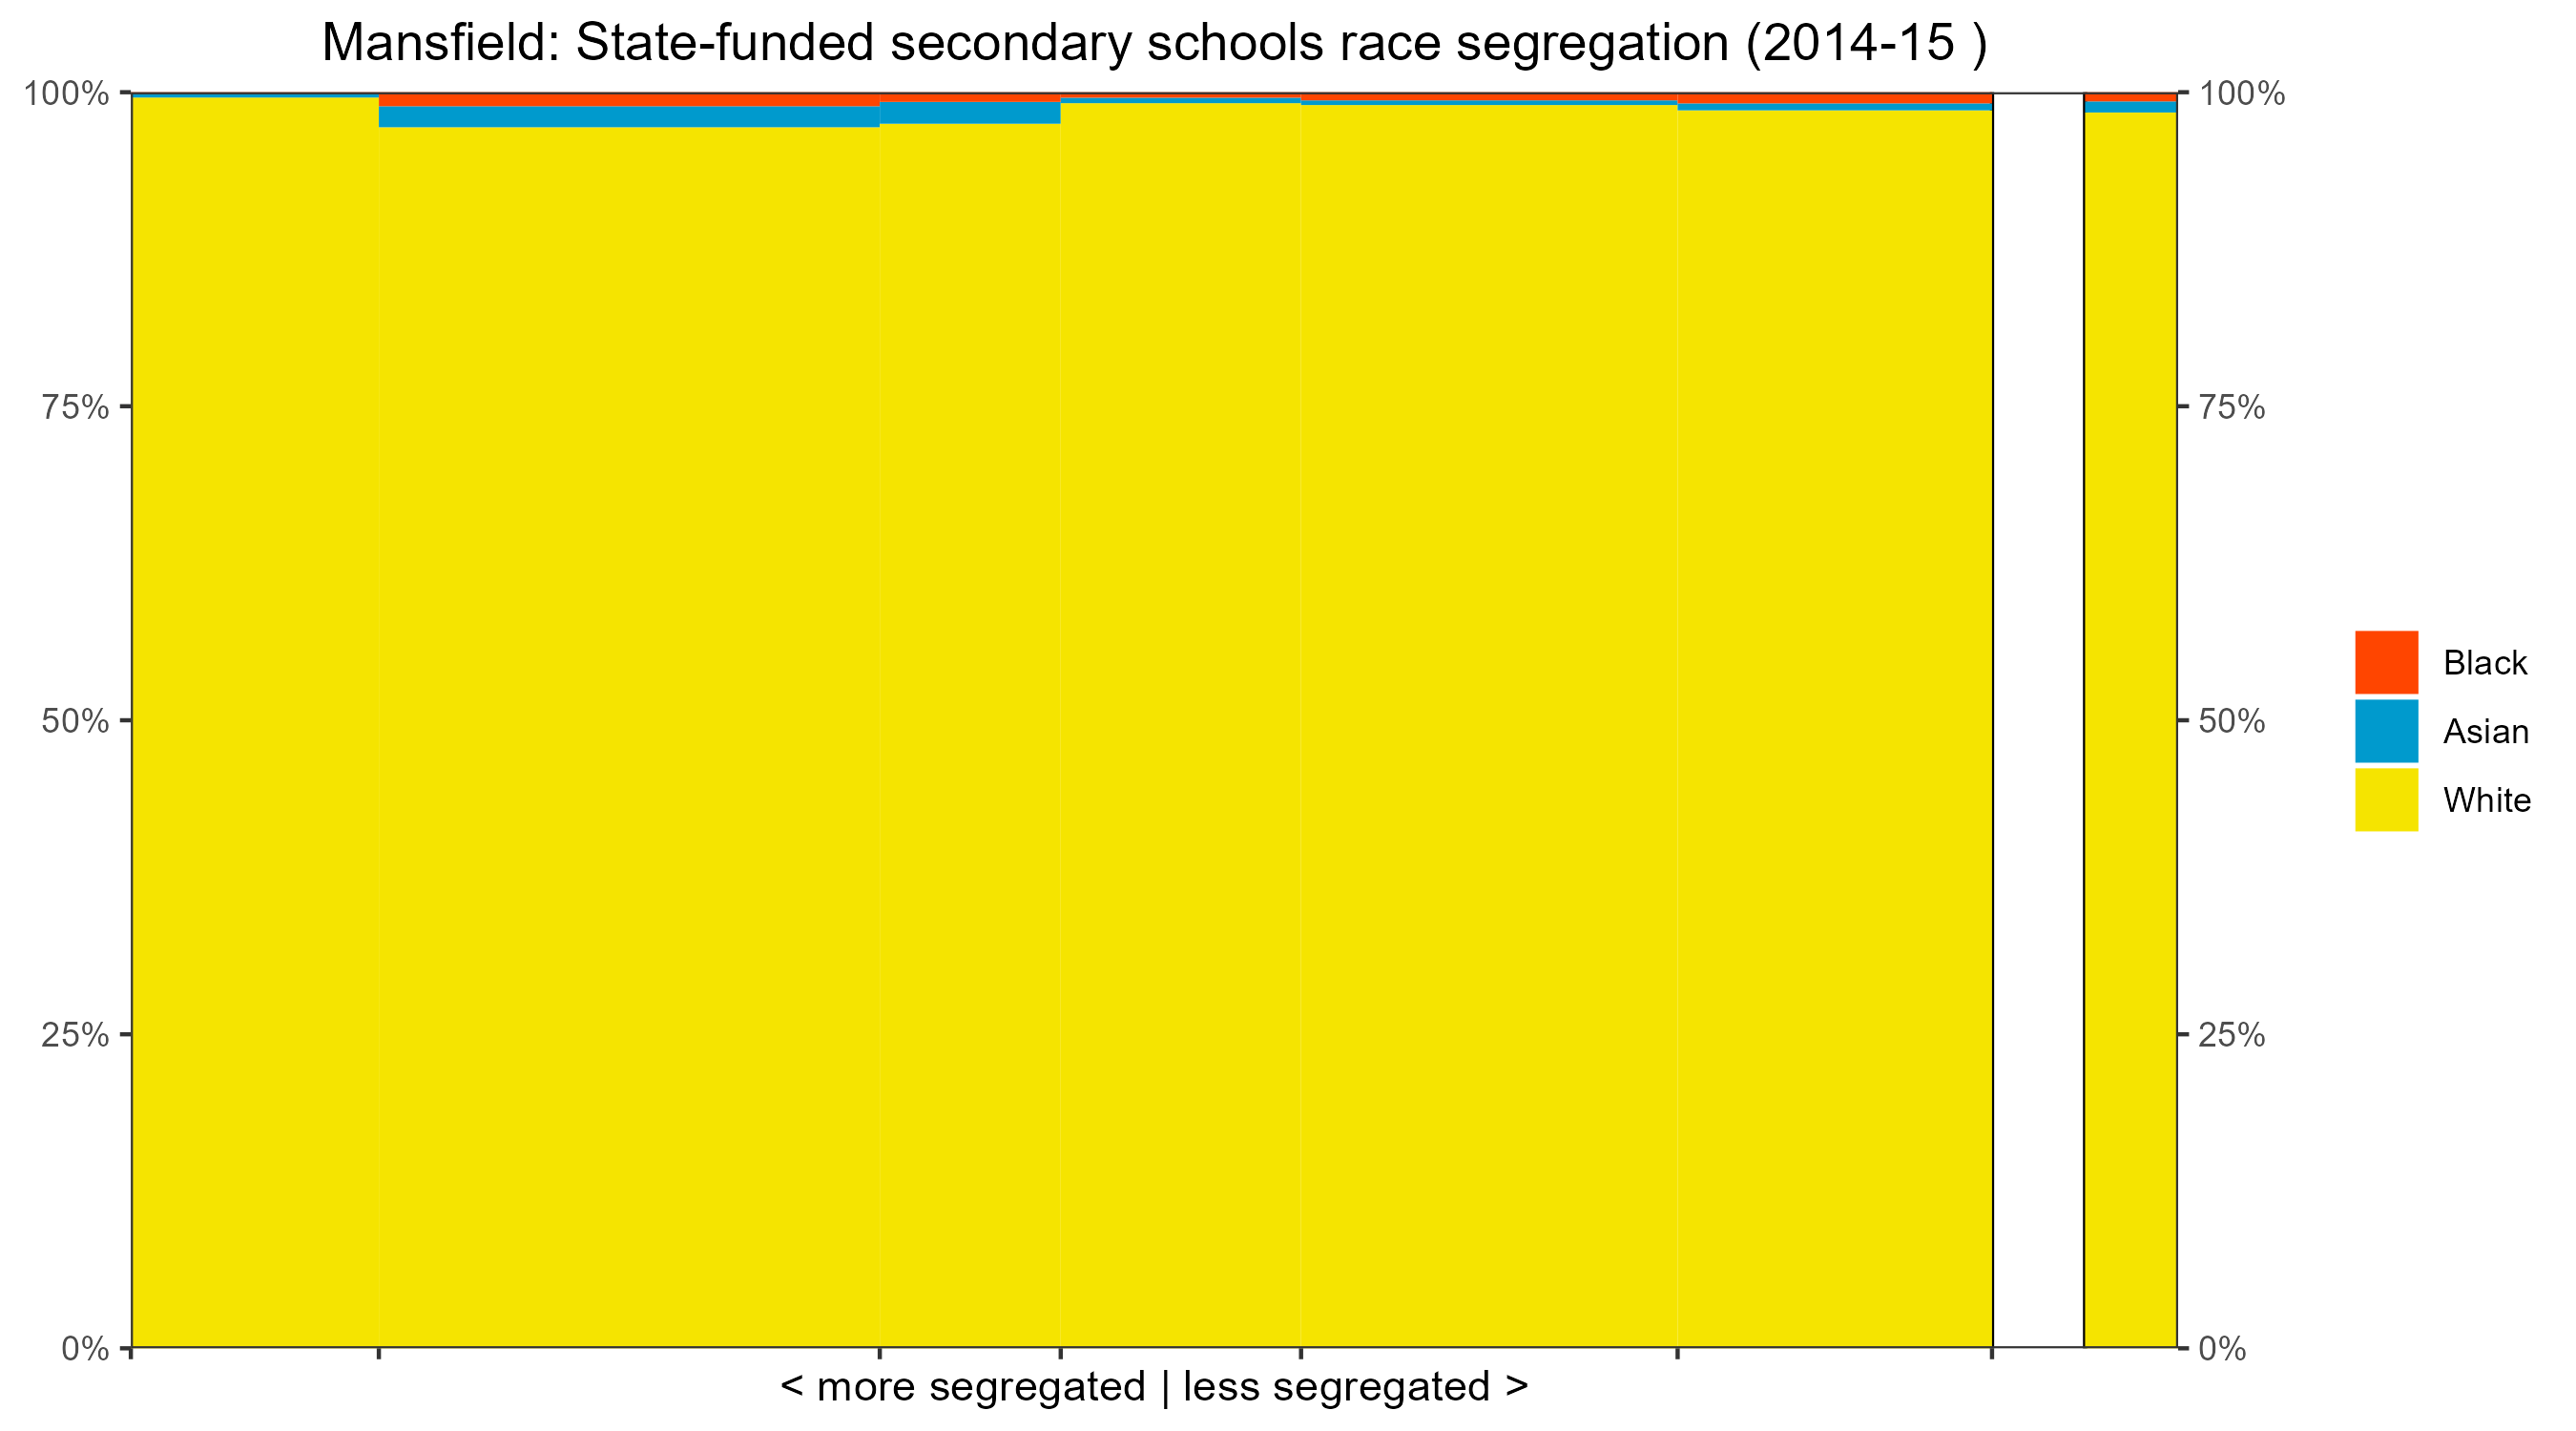 Mansfield: State-funded secondary schools race segregation (2014-15 )
100%
75%
50%
25%
0%
100%
75%
50%
25%
0%
Black
Asian
White
< more segregated | less segregated >